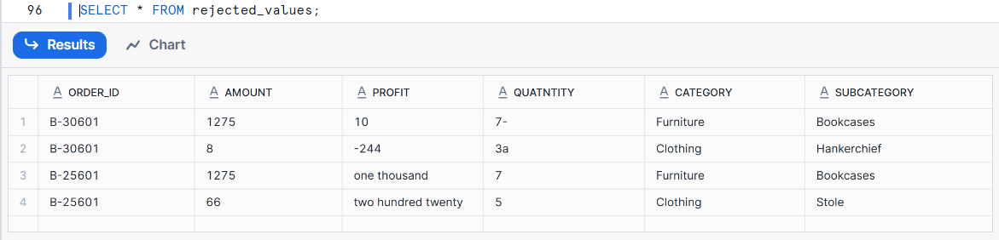 96 SELECT * FROM rejected_values;
Results Chart
A ORDER_ID A AMOUNT A PROFIT A QUATNTITY A CATEGORY A SUBCATEGORY
1 B-30601 1275 10 7- Furniture Bookcases
2 B-30601 8 -244 3a Clothing Hankerchief
3 B-25601 1275 one thousand 7 Furniture Bookcases
4 B-25601 66 two hundred twenty 5 Clothing Stole